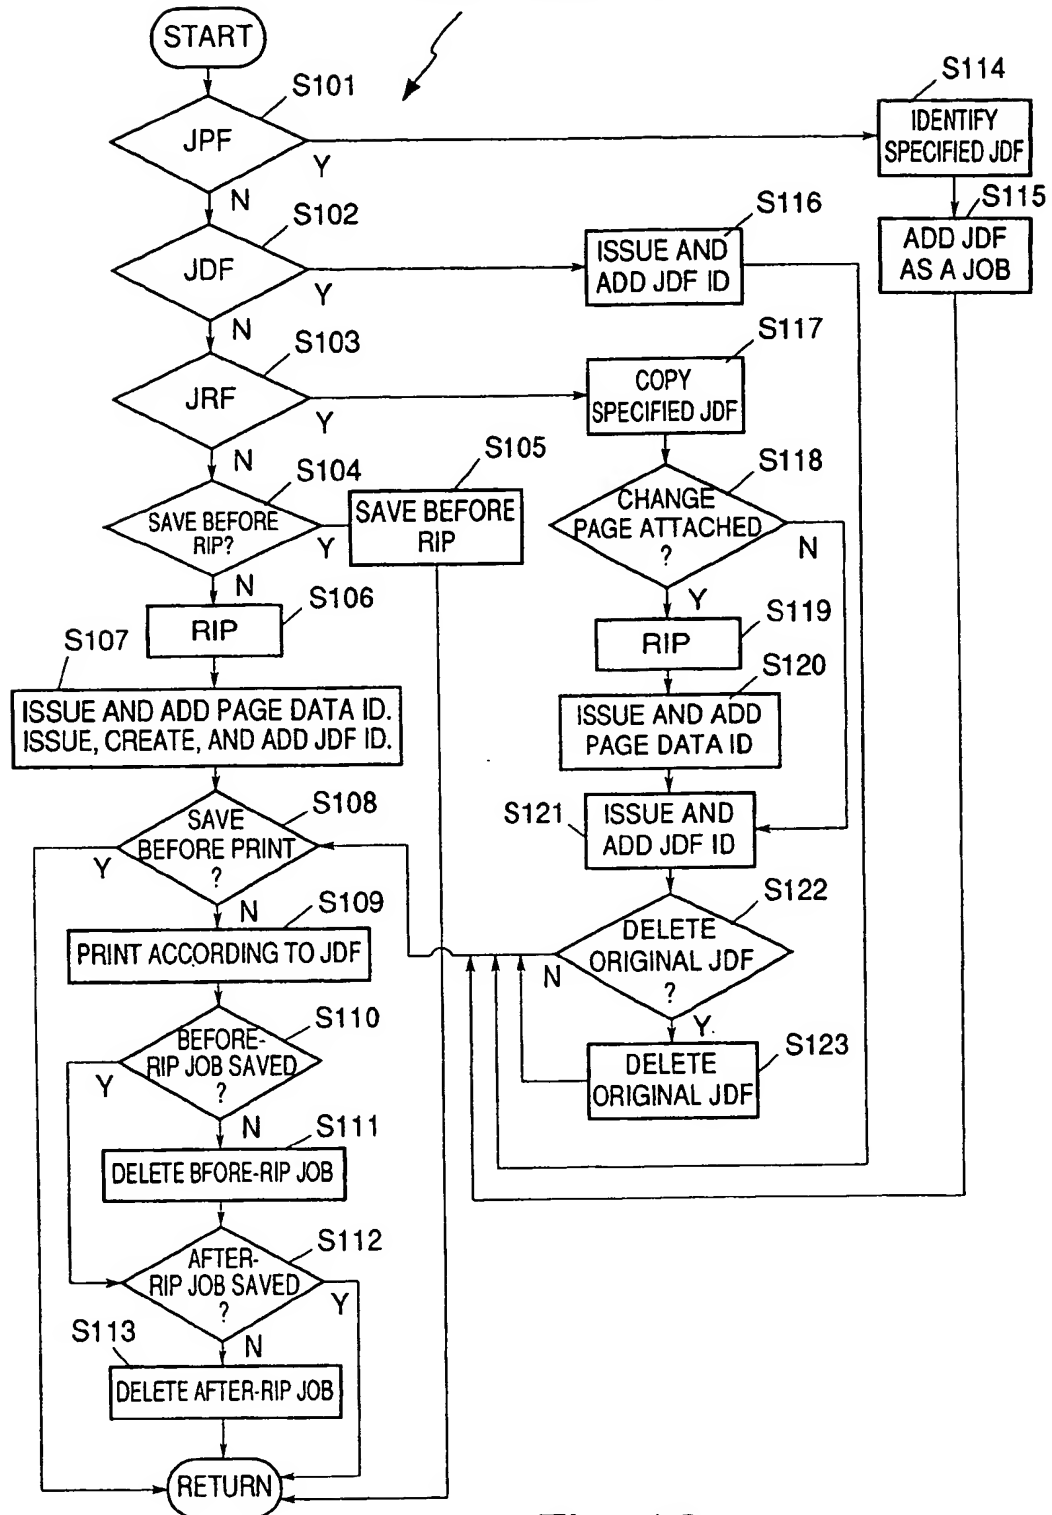 START
S101
JPF
Y
N
S114
IDENTIFY
SPECIFIED JDF
S115
ADD JDF
AS A JOB
S102
JDF
Y
N
S116
ISSUE AND
ADD JDF ID
S103
JRF
Y
N
S117
COPY
SPECIFIED JDF
S104
SAVE BEFORE
RIP?
Y
N
S105
SAVE BEFORE
RIP
S118
CHANGE
PAGE ATTACHED
?
N
Y
S106
RIP
S119
RIP
S107
ISSUE AND ADD PAGE DATA ID.
ISSUE, CREATE, AND ADD JDF ID.
S120
ISSUE AND ADD
PAGE DATA ID
S108
SAVE
BEFORE PRINT
?
Y
N
S121
ISSUE AND
ADD JDF ID
S109
PRINT ACCORDING TO JDF
S122
DELETE
ORIGINAL JDF
?
N
Y
S110
BEFORE-
RIP JOB SAVED
?
Y
N
S123
DELETE
ORIGINAL JDF
S111
DELETE BFORE-RIP JOB
S112
AFTER-
RIP JOB SAVED
?
Y
N
S113
DELETE AFTER-RIP JOB
RETURN